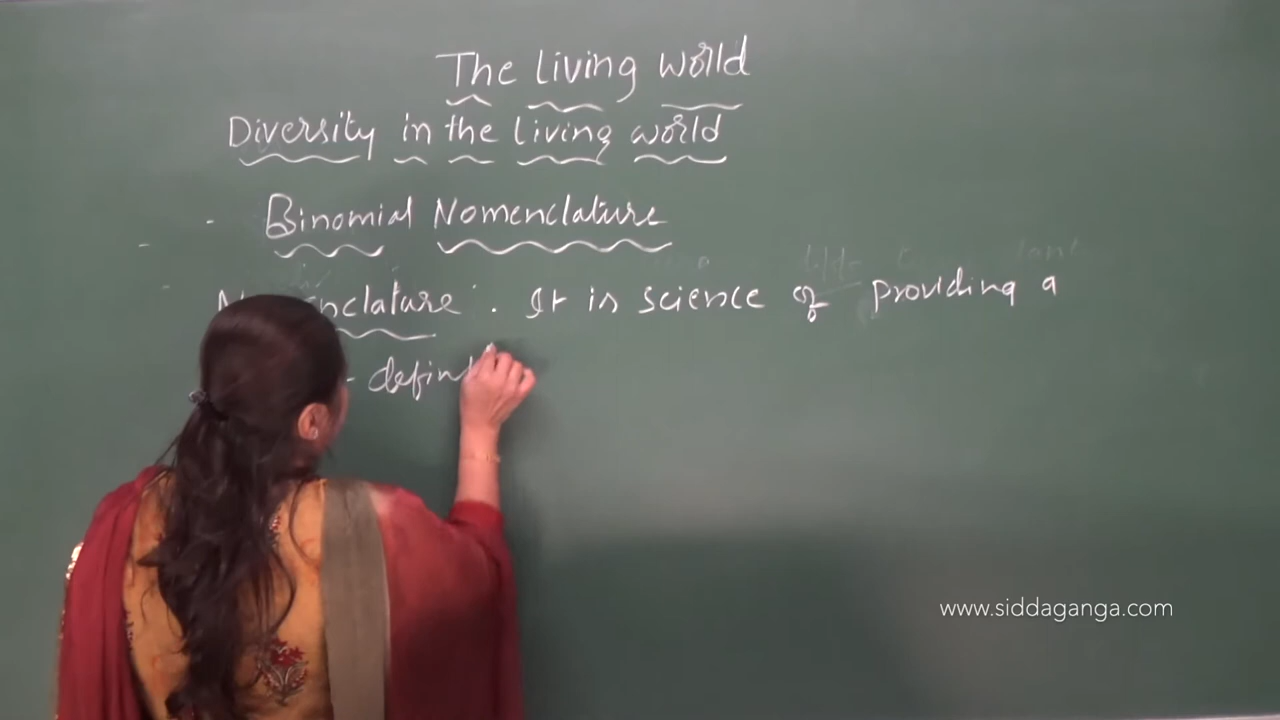 The living world
Diversity in the living world
- Binomial Nomenclature
Nomenclature : It is science of providing a
- defin
www.siddaganga.com